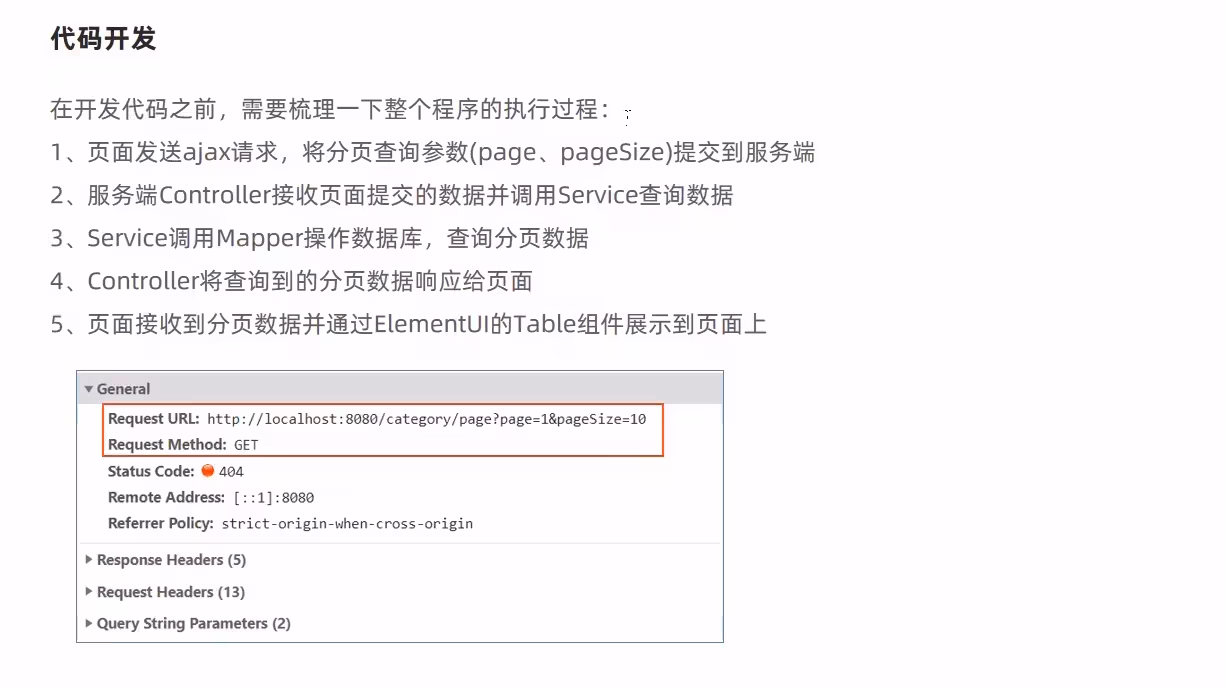 代码开发
在开发代码之前，需要梳理一下整个程序的执行过程：
1、页面发送ajax请求，将分页查询参数(page、pageSize)提交到服务端
2、服务端Controller接收页面提交的数据并调用Service查询数据
3、Service调用Mapper操作数据库，查询分页数据
4、Controller将查询到的分页数据响应给页面
5、页面接收到分页数据并通过ElementUI的Table组件展示到页面上
General
Request URL: http://localhost:8080/category/page?page=1&pageSize=10
Request Method: GET
Status Code: 404
Remote Address: [::1]:8080
Referrer Policy: strict-origin-when-cross-origin
Response Headers (5)
Request Headers (13)
Query String Parameters (2)